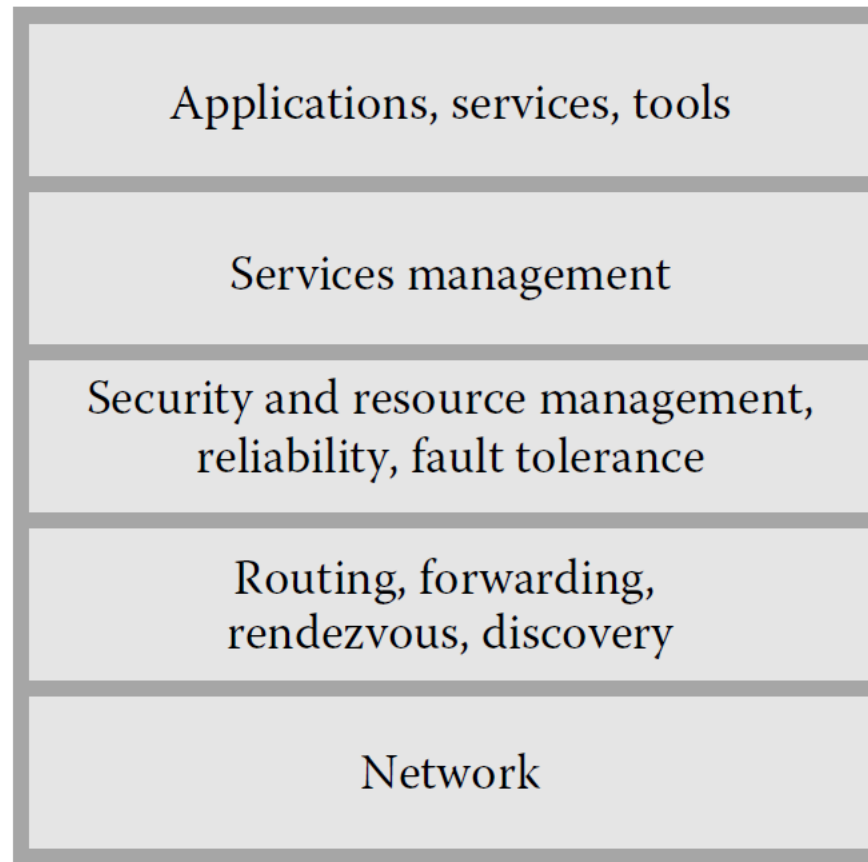 Applications, services, tools
Services management
Security and resource management,
reliability, fault tolerance
Routing, forwarding,
rendezvous, discovery
Network